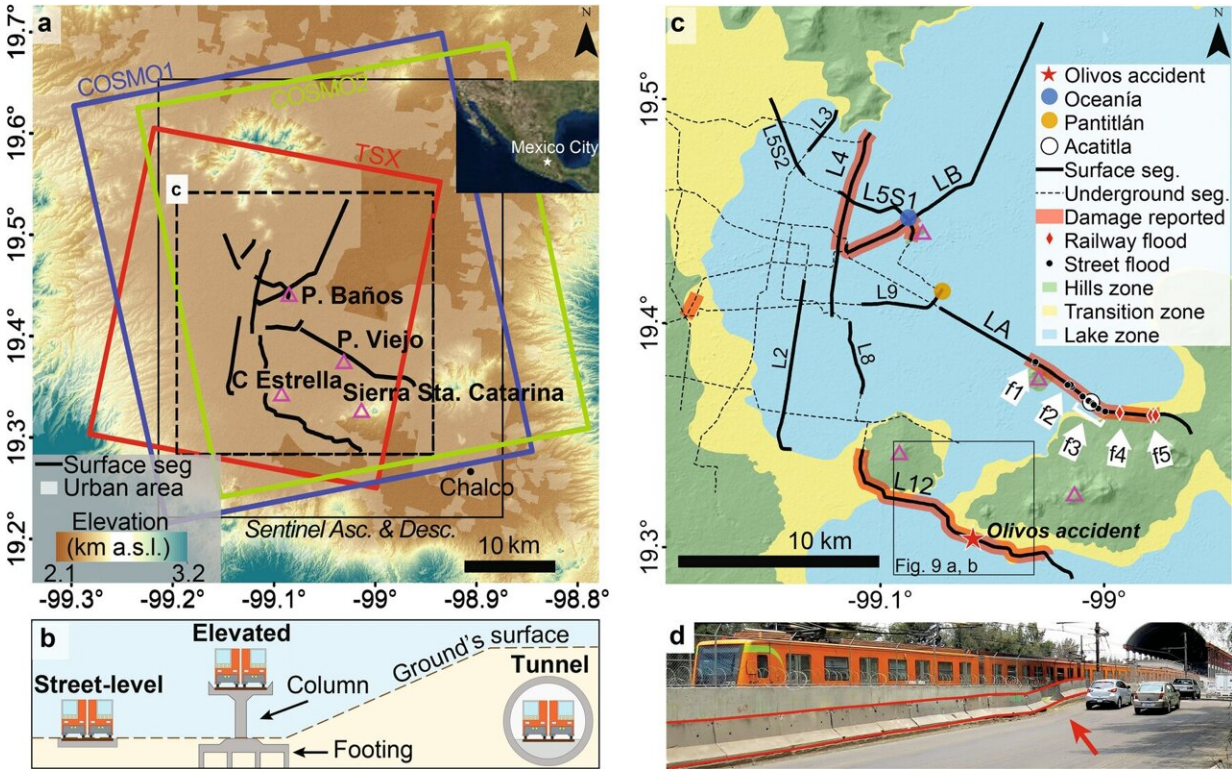 a
N
COSMO1
COSMO2
TSX
Mexico City
c
P. Baños
P. Viejo
C Estrella
Sierra Sta. Catarina
Chalco
Surface seg
Urban area
Elevation
(km a.s.l.)
2.1
3.2
Sentinel Asc. & Desc.
10 km
19.7°
19.6°
19.5°
19.4°
19.3°
19.2°
-99.3°
-99.2°
-99.1°
-99°
-98.9°
-98.8°
b
Elevated
Street-level
Column
Footing
Ground's surface
Tunnel
c
N
Olivos accident
Oceanía
Pantitlán
Acatitla
Surface seg.
Underground seg.
Damage reported
Railway flood
Street flood
Hills zone
Transition zone
Lake zone
L3
L5S2
L4
L5S1
LB
L9
LA
L2
L8
L12
f1
f2
f3
f4
f5
Olivos accident
Fig. 9 a, b
10 km
19.5°
19.4°
19.3°
-99.1°
-99°
d